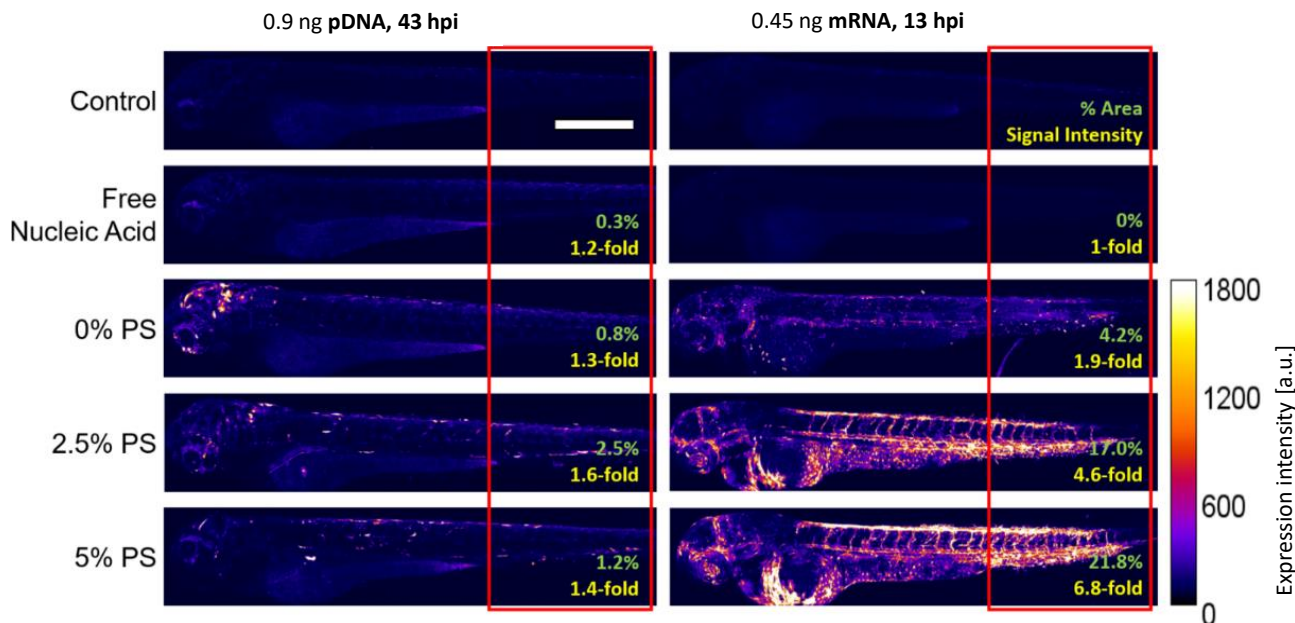 0.9 ng pDNA, 43 hpi
0.45 ng mRNA, 13 hpi
Control
% Area
Signal Intensity
Free
Nucleic Acid
0.3%
1.2-fold
0%
1-fold
0% PS
0.8%
1.3-fold
4.2%
1.9-fold
2.5% PS
2.5%
1.6-fold
17.0%
4.6-fold
5% PS
1.2%
1.4-fold
21.8%
6.8-fold
1800
1200
600
0
Expression intensity [a.u.]